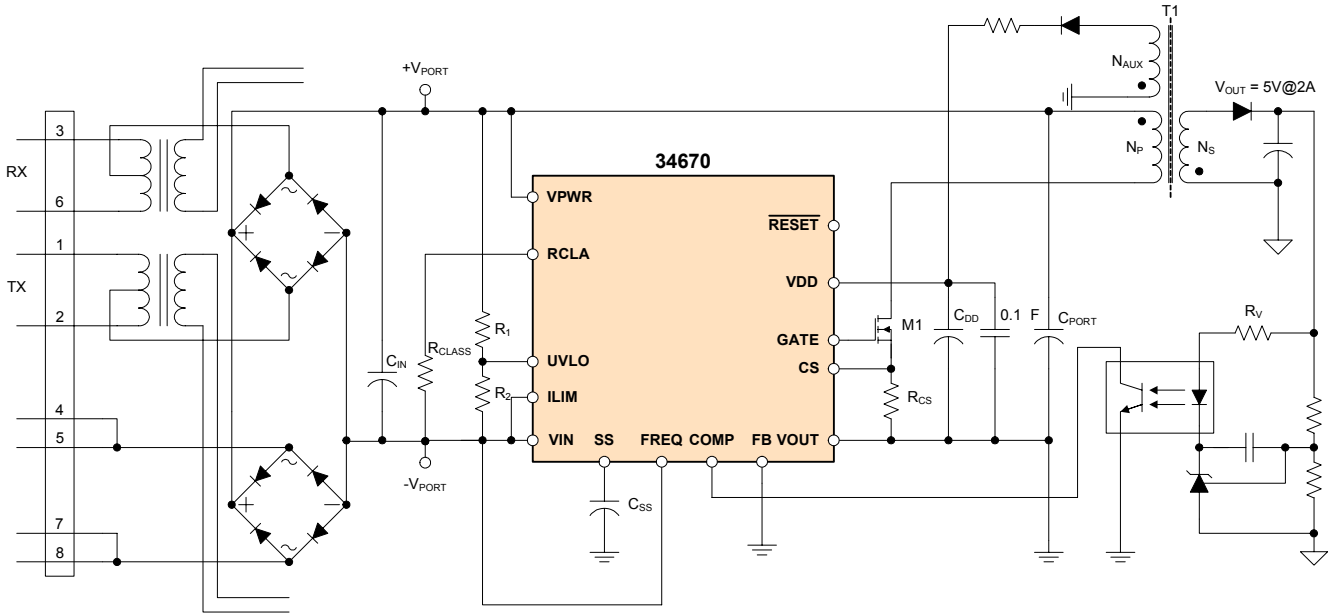 T1
+VPORT
NAUX
VOUT = 5V@2A
3
RX
6
NP
NS
34670
1
TX
2
+
~
−
~
VPWR
RESET
RCLA
VDD
R1
RCLASS
CIN
UVLO
R2
ILIM
GATE
M1
CS
RCS
CDD
0.1 F
CPORT
RV
4
5
VIN
SS
FREQ
COMP
FB
VOUT
-VPORT
7
8
+
~
−
~
CSS